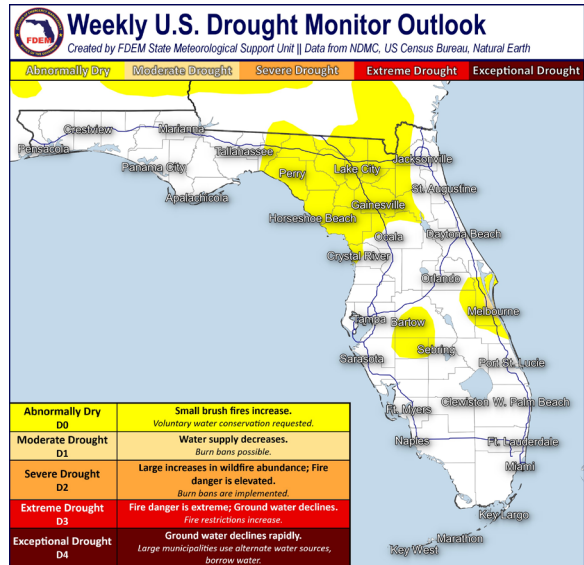 FDEM
Weekly U.S. Drought Monitor Outlook
Created by FDEM State Meteorological Support Unit || Data from NDMC, US Census Bureau, Natural Earth
Abnormally Dry
Moderate Drought
Severe Drought
Extreme Drought
Exceptional Drought
Crestview
Marianna
Pensacola
Tallahassee
Jacksonville
Panama City
Perry
Lake City
St. Augustine
Apalachicola
Gainesville
Horseshoe Beach
Ocala
Daytona Beach
Crystal River
Orlando
Melbourne
Tampa
Bartow
Sebring
Sarasota
Port St. Lucie
Clewiston
W. Palm Beach
Ft. Myers
Naples
Ft. Lauderdale
Miami
Key Largo
Marathon
Key West
Abnormally Dry
D0
Small brush fires increase.
Voluntary water conservation requested.
Moderate Drought
D1
Water supply decreases.
Burn bans possible.
Severe Drought
D2
Large increases in wildfire abundance; Fire
danger is elevated.
Burn bans are implemented.
Extreme Drought
D3
Fire danger is extreme; Ground water declines.
Fire restrictions increase.
Exceptional Drought
D4
Ground water declines rapidly.
Large municipalities use alternate water sources,
borrow water.